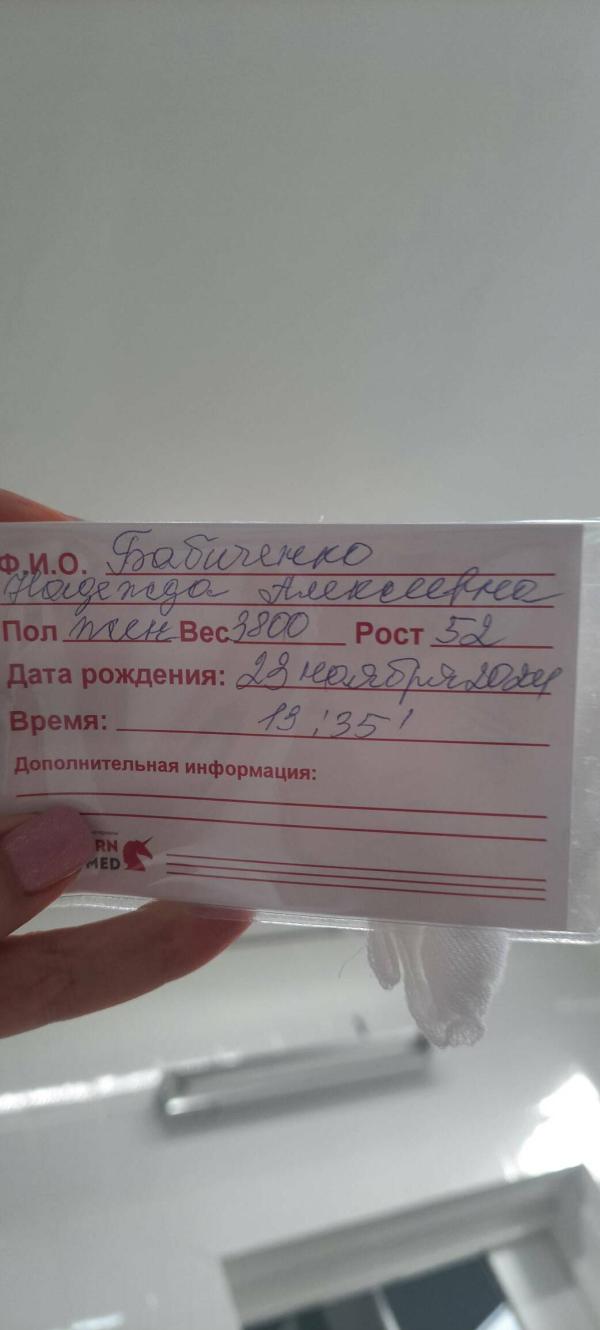 Ф.И.О. Бабиченко
Надежда Алексеевна
Пол жен Вес 3800 Рост 52
Дата рождения: 23 ноября 2024
Время: 13:35'
Дополнительная информация:
RN
MED